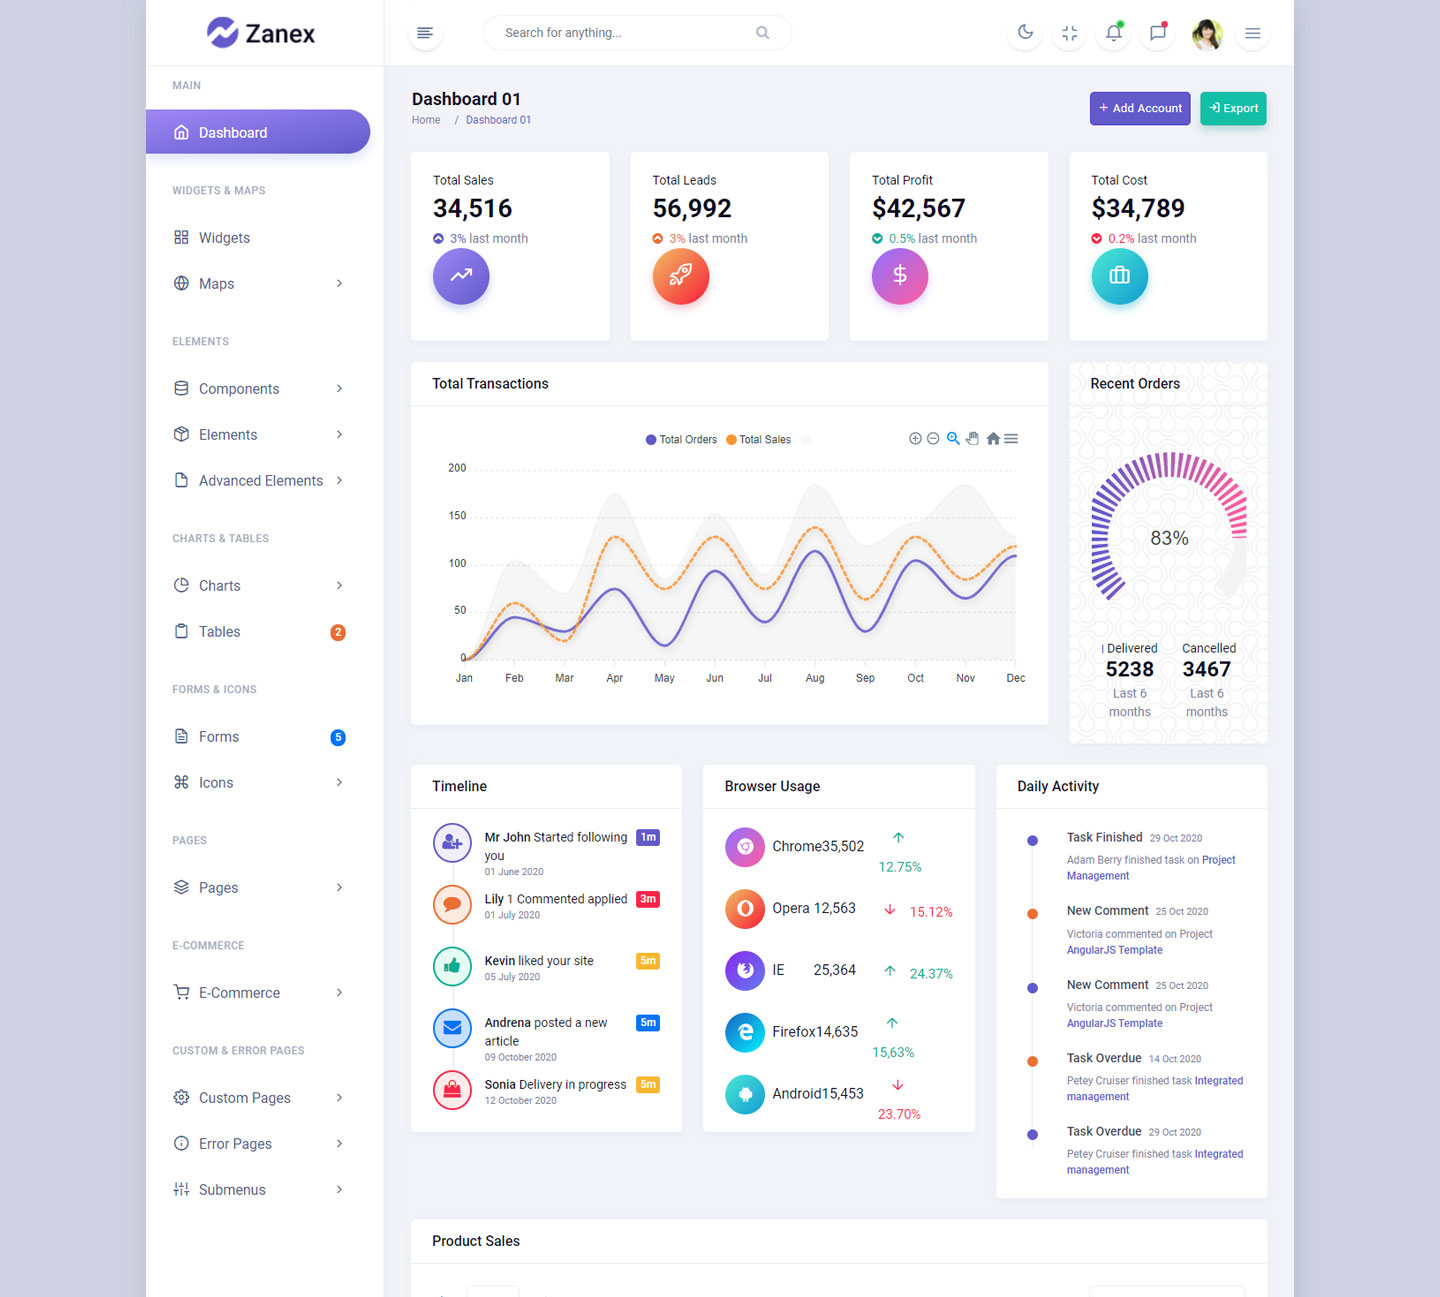 Zanex
Search for anything...
MAIN
Dashboard
WIDGETS & MAPS
Widgets
Maps
ELEMENTS
Components
Elements
Advanced Elements
CHARTS & TABLES
Charts
Tables 2
FORMS & ICONS
Forms 5
Icons
PAGES
Pages
E-COMMERCE
E-Commerce
CUSTOM & ERROR PAGES
Custom Pages
Error Pages
Submenus
Dashboard 01
Home / Dashboard 01
+ Add Account
Export
Total Sales
34,516
3% last month
Total Leads
56,992
3% last month
Total Profit
$42,567
0.5% last month
Total Cost
$34,789
0.2% last month
Total Transactions
Total Orders Total Sales
200
150
100
50
0
Jan Feb Mar Apr May Jun Jul Aug Sep Oct Nov Dec
Recent Orders
83%
Delivered
5238
Last 6
months
Cancelled
3467
Last 6
months
Timeline
Mr John Started following 1m
you
01 June 2020
Lily 1 Commented applied 3m
01 July 2020
Kevin liked your site 5m
05 July 2020
Andrena posted a new 5m
article
09 October 2020
Sonia Delivery in progress 5m
12 October 2020
Browser Usage
Chrome35,502
12.75%
Opera 12,563 15.12%
IE 25,364 24.37%
Firefox14,635
15,63%
Android15,453
23.70%
Daily Activity
Task Finished 29 Oct 2020
Adam Berry finished task on Project
Management
New Comment 25 Oct 2020
Victoria commented on Project
AngularJS Template
New Comment 25 Oct 2020
Victoria commented on Project
AngularJS Template
Task Overdue 14 Oct 2020
Petey Cruiser finished task Integrated
management
Task Overdue 29 Oct 2020
Petey Cruiser finished task Integrated
management
Product Sales